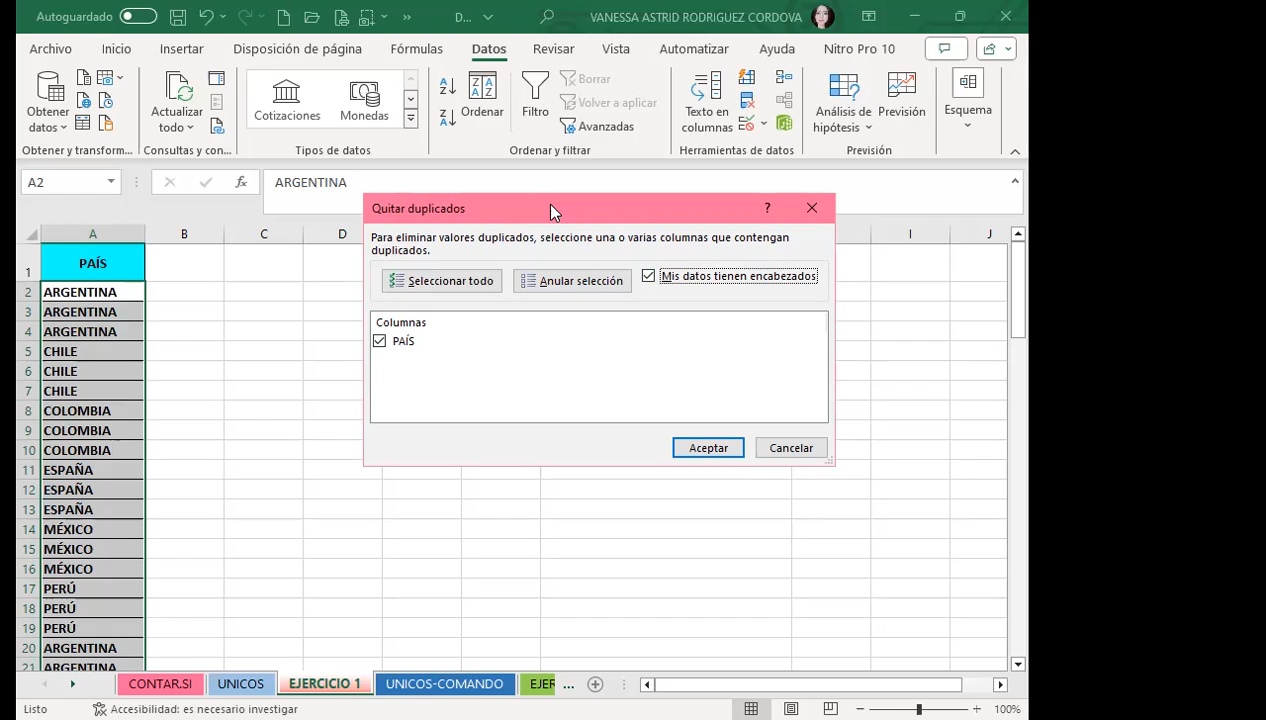 Autoguardado
D...
VANESSA ASTRID RODRIGUEZ CORDOVA
Archivo Inicio Insertar Disposición de página Fórmulas Datos Revisar Vista Automatizar Ayuda Nitro Pro 10
Obtener datos
Actualizar todo
Cotizaciones
Monedas
Ordenar
Filtro
Borrar
Volver a aplicar
Avanzadas
Texto en columnas
Análisis de hipótesis
Previsión
Esquema
Obtener y transform... Consultas y con... Tipos de datos Ordenar y filtrar Herramientas de datos Previsión
A2 fx ARGENTINA
Quitar duplicados ?
Para eliminar valores duplicados, seleccione una o varias columnas que contengan
duplicados.
Seleccionar todo Anular selección Mis datos tienen encabezados
Columnas
PAÍS
Aceptar Cancelar
A B C D I J
1 PAÍS
2 ARGENTINA
3 ARGENTINA
4 ARGENTINA
5 CHILE
6 CHILE
7 CHILE
8 COLOMBIA
9 COLOMBIA
10 COLOMBIA
11 ESPAÑA
12 ESPAÑA
13 ESPAÑA
14 MÉXICO
15 MÉXICO
16 MÉXICO
17 PERÚ
18 PERÚ
19 PERÚ
20 ARGENTINA
21 ARGENTINA
CONTAR.SI UNICOS EJERCICIO 1 UNICOS-COMANDO EJER ...
Listo Accesibilidad: es necesario investigar 100%